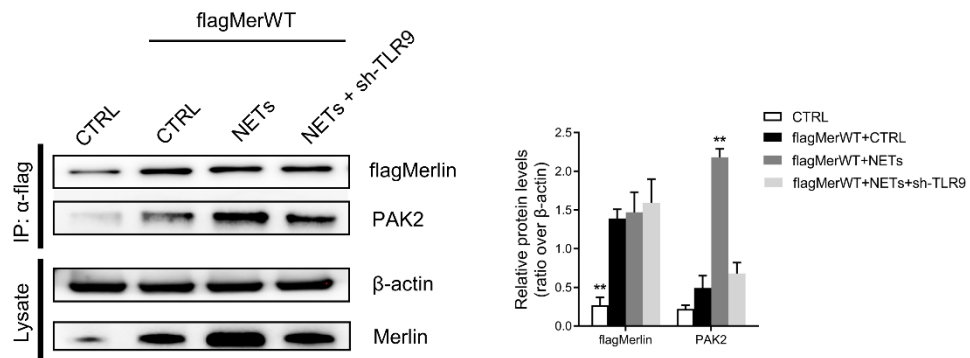 flagMerWT
CTRL
CTRL
NETs
NETs + sh-TLR9
IP: α-flag
flagMerlin
PAK2
Lysate
β-actin
Merlin
CTRL
flagMerWT+CTRL
flagMerWT+NETs
flagMerWT+NETs+sh-TLR9
Relative protein levels
(ratio over β-actin)
2.5
2.0
1.5
1.0
0.5
0.0
**
**
flagMerlin
PAK2